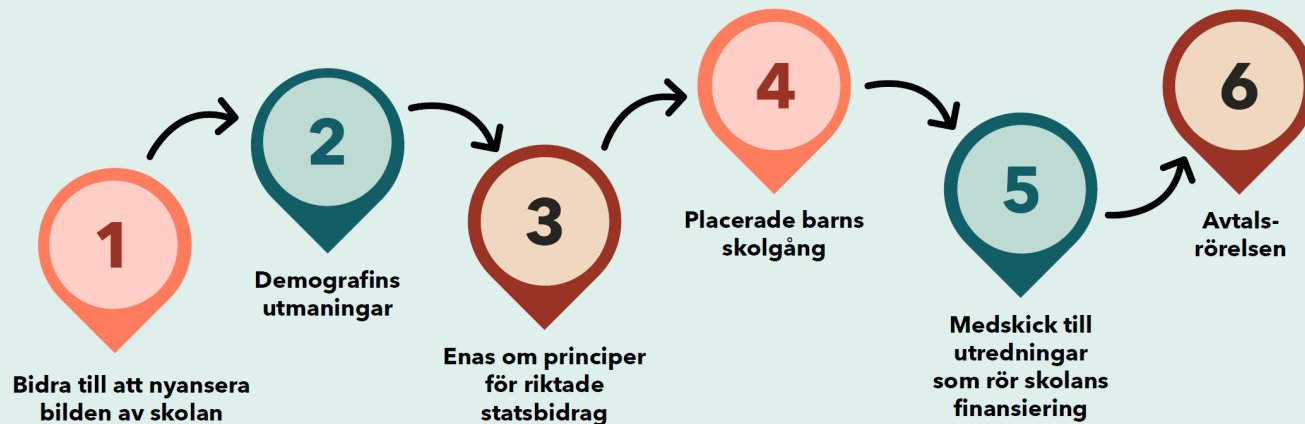 1
Bidra till att nyansera
bilden av skolan
2
Demografins
utmaningar
3
Enas om principer
för riktade
statsbidrag
4
Placerade barns
skolgång
5
Medskick till
utredningar
som rör skolans
finansiering
6
Avtals-
rörelsen